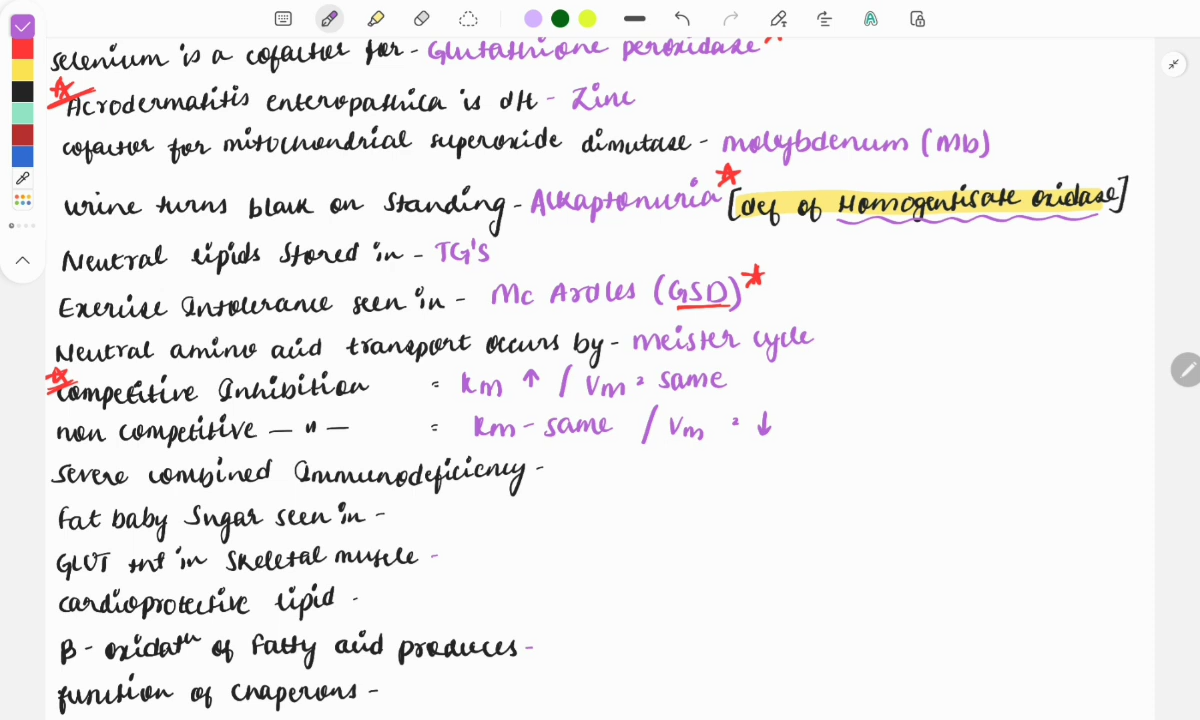 selenium is a cofactor for - Glutathione peroxidase
Acrodermatitis enteropathica is d/t - Zinc
cofactor for mitochondrial superoxide dimutase - molybdenum (Mb)
urine turns black on standing - Alkaptonuria [def of Homogentisate oxidase]
Neutral lipids stored in - TG's
Exercise Intolerance seen in - Mc Ardles (GSD)
Neutral amino acid transport occurs by - meister cycle
competitive Inhibition = km ↑ / Vm = same
non competitive — " — = km - same / Vm = ↓
severe combined Immunodeficiency -
fat baby Sugar seen in -
GLUT tnt in skeletal muscle -
cardioprotective lipid -
β - oxidatn of fatty acid produces -
function of chaperons -